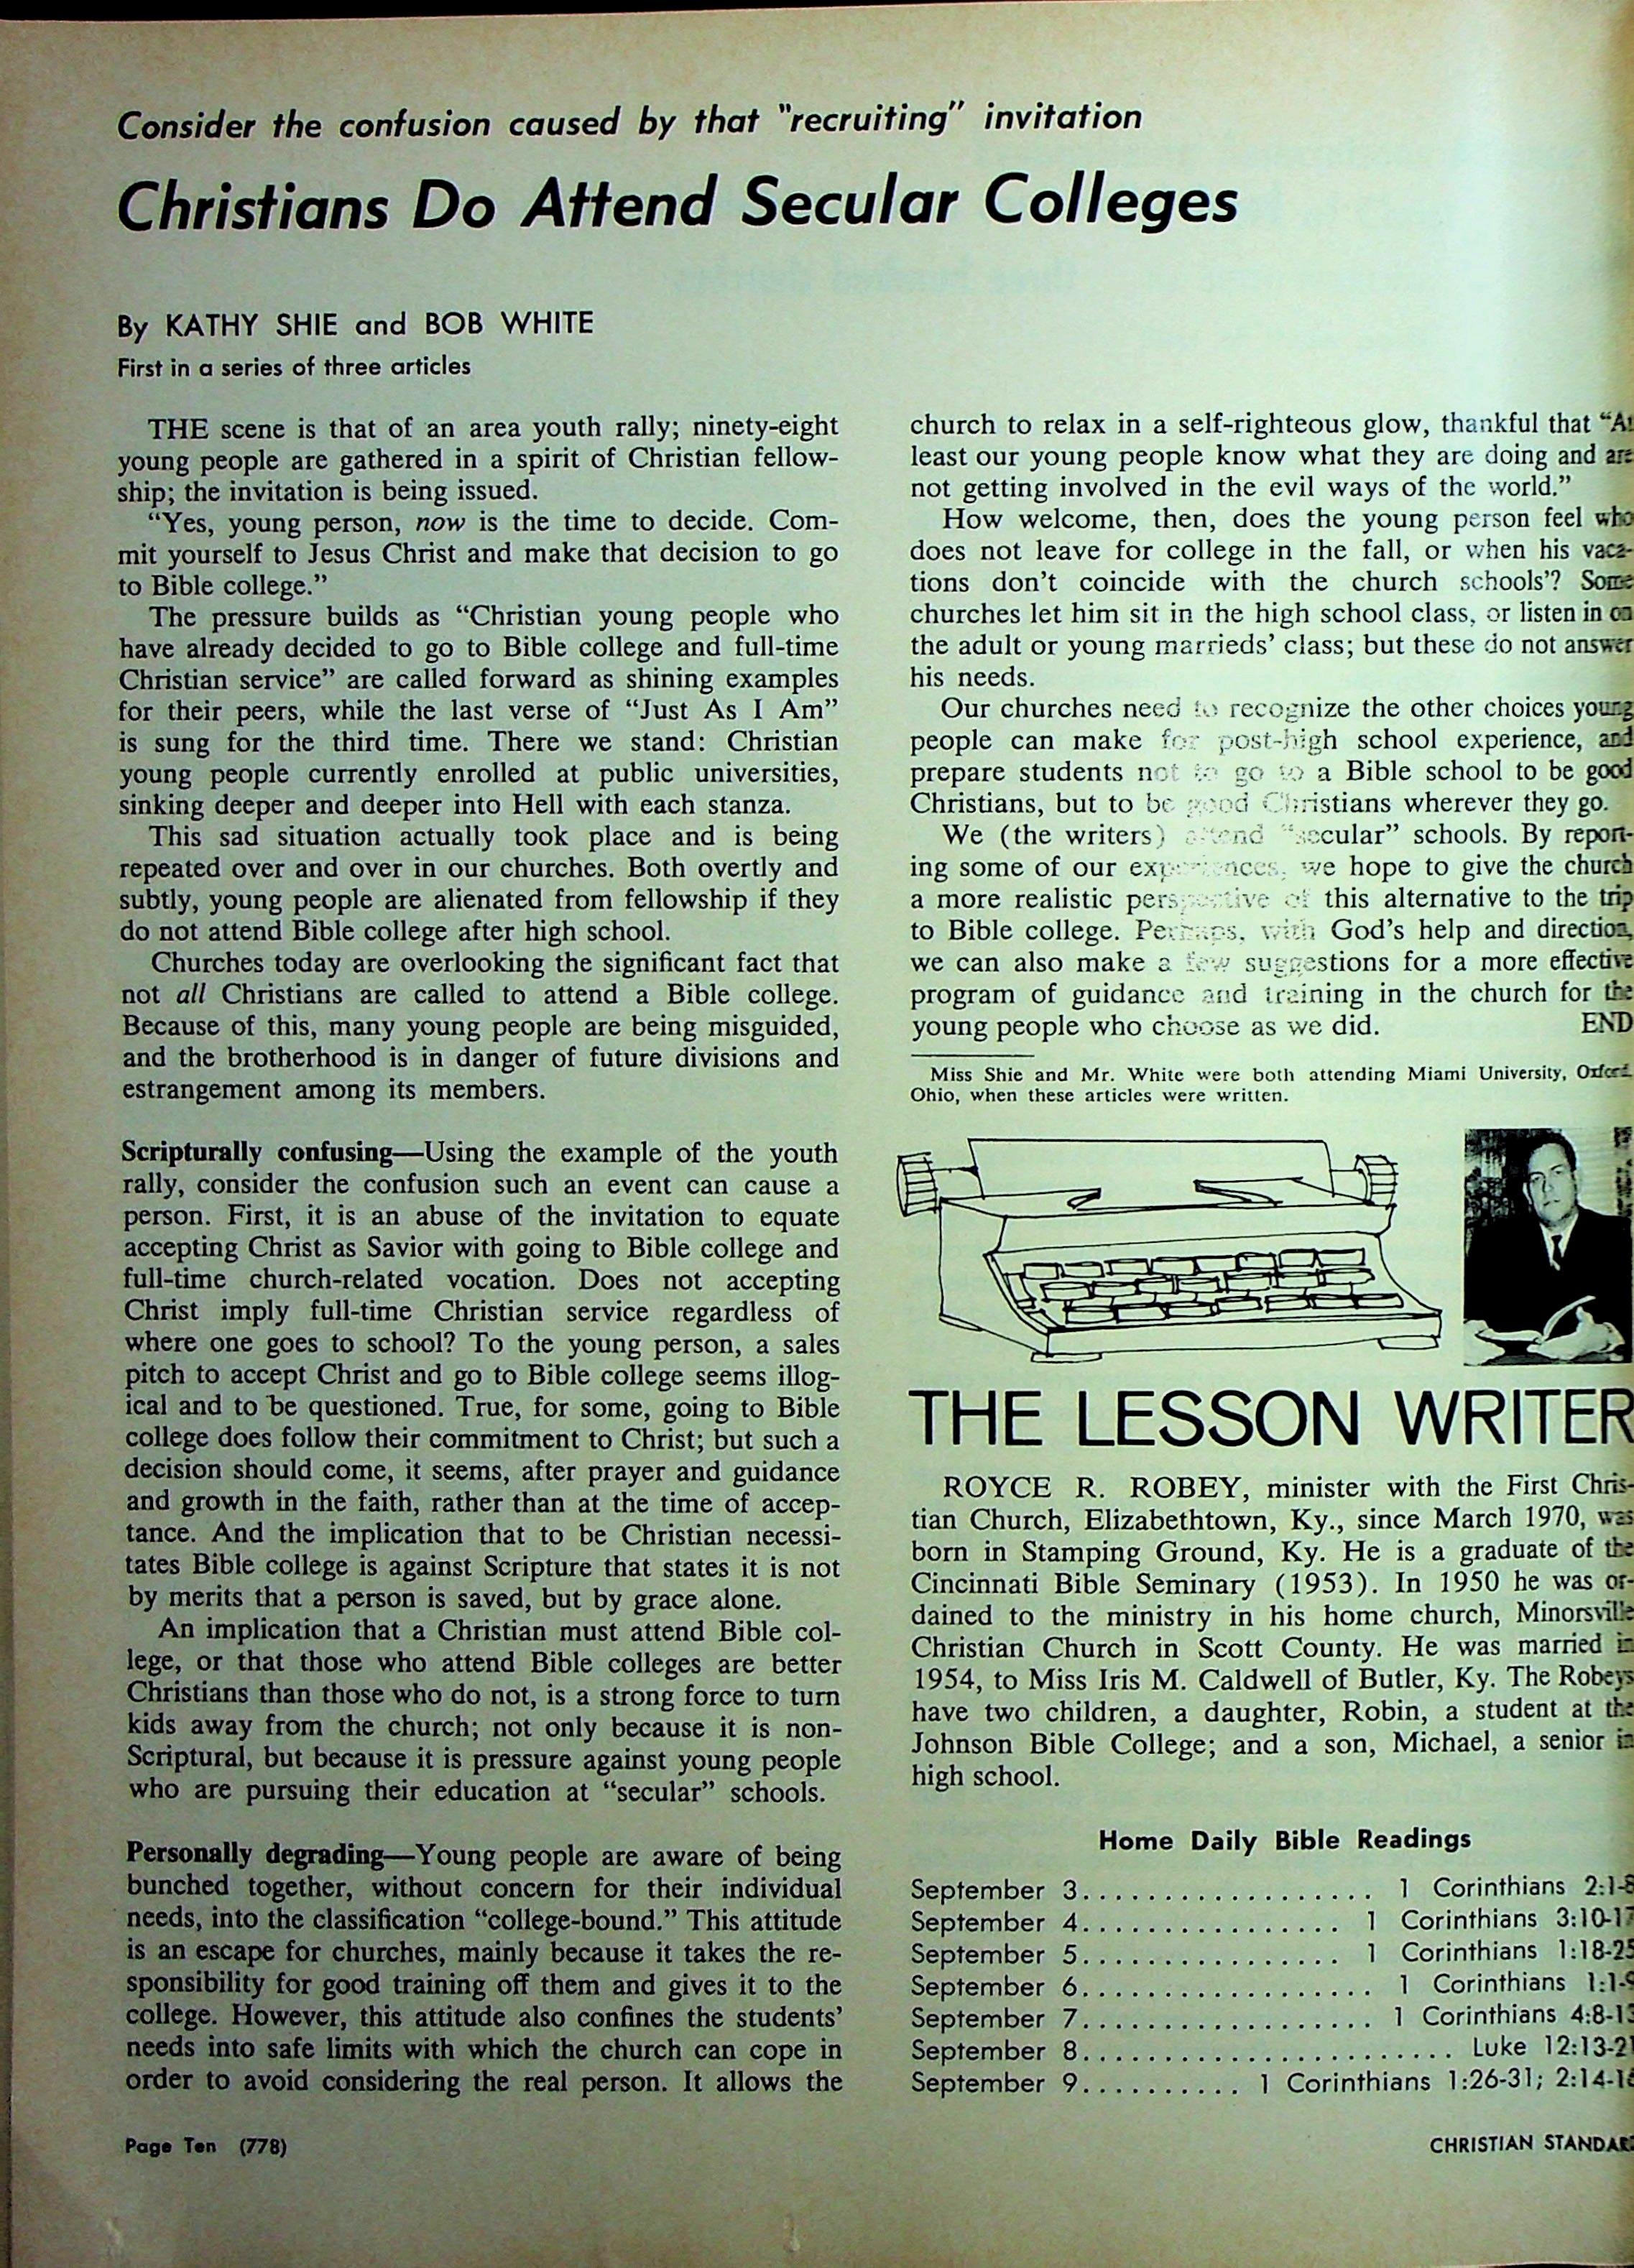 Consider the confusion caused by that "recruiting" invitation
Christians Do Attend Secular Colleges
By KATHY SHIE and BOB WHITE
First in a series of three articles
THE scene is that of an area youth rally; ninety-eight
young people are gathered in a spirit of Christian fellow-
ship; the invitation is being issued.
“Yes, young person, now is the time to decide. Com-
mit yourself to Jesus Christ and make that decision to go
to Bible college.”
The pressure builds as “Christian young people who
have already decided to go to Bible college and full-time
Christian service” are called forward as shining examples
for their peers, while the last verse of “Just As I Am”
is sung for the third time. There we stand: Christian
young people currently enrolled at public universities,
sinking deeper and deeper into Hell with each stanza.
This sad situation actually took place and is being
repeated over and over in our churches. Both overtly and
subtly, young people are alienated from fellowship if they
do not attend Bible college after high school.
Churches today are overlooking the significant fact that
not all Christians are called to attend a Bible college.
Because of this, many young people are being misguided,
and the brotherhood is in danger of future divisions and
estrangement among its members.
Scripturally confusing—Using the example of the youth
rally, consider the confusion such an event can cause a
person. First, it is an abuse of the invitation to equate
accepting Christ as Savior with going to Bible college and
full-time church-related vocation. Does not accepting
Christ imply full-time Christian service regardless of
where one goes to school? To the young person, a sales
pitch to accept Christ and go to Bible college seems illog-
ical and to be questioned. True, for some, going to Bible
college does follow their commitment to Christ; but such a
decision should come, it seems, after prayer and guidance
and growth in the faith, rather than at the time of accep-
tance. And the implication that to be Christian necessi-
tates Bible college is against Scripture that states it is not
by merits that a person is saved, but by grace alone.
An implication that a Christian must attend Bible col-
lege, or that those who attend Bible colleges are better
Christians than those who do not, is a strong force to turn
kids away from the church; not only because it is non-
Scriptural, but because it is pressure against young people
who are pursuing their education at “secular” schools.
Personally degrading—Young people are aware of being
bunched together, without concern for their individual
needs, into the classification “college-bound.” This attitude
is an escape for churches, mainly because it takes the re-
sponsibility for good training off them and gives it to the
college. However, this attitude also confines the students’
needs into safe limits with which the church can cope in
order to avoid considering the real person. It allows the
church to relax in a self-righteous glow, thankful that “At
least our young people know what they are doing and are
not getting involved in the evil ways of the world.”
How welcome, then, does the young person feel who
does not leave for college in the fall, or when his vaca-
tions don’t coincide with the church schools’? Some
churches let him sit in the high school class, or listen in on
the adult or young marrieds’ class; but these do not answer
his needs.
Our churches need to recognize the other choices young
people can make for post-high school experience, and
prepare students not to go to a Bible school to be good
Christians, but to be good Christians wherever they go.
We (the writers) attend “secular” schools. By report-
ing some of our experiences, we hope to give the church
a more realistic perspective of this alternative to the trip
to Bible college. Perhaps, with God’s help and direction,
we can also make a few suggestions for a more effective
program of guidance and training in the church for the
young people who choose as we did. END
Miss Shie and Mr. White were both attending Miami University, Oxford,
Ohio, when these articles were written.
THE LESSON WRITER
ROYCE R. ROBEY, minister with the First Chris-
tian Church, Elizabethtown, Ky., since March 1970, was
born in Stamping Ground, Ky. He is a graduate of the
Cincinnati Bible Seminary (1953). In 1950 he was or-
dained to the ministry in his home church, Minorsville
Christian Church in Scott County. He was married in
1954, to Miss Iris M. Caldwell of Butler, Ky. The Robeys
have two children, a daughter, Robin, a student at the
Johnson Bible College; and a son, Michael, a senior in
high school.
Home Daily Bible Readings
September 3.................. 1 Corinthians 2:1-8
September 4................ 1 Corinthians 3:10-17
September 5................ 1 Corinthians 1:18-25
September 6.................. 1 Corinthians 1:1-9
September 7.................. 1 Corinthians 4:8-13
September 8....................... Luke 12:13-21
September 9.......... 1 Corinthians 1:26-31; 2:14-16
Page Ten (778)
CHRISTIAN STANDARD